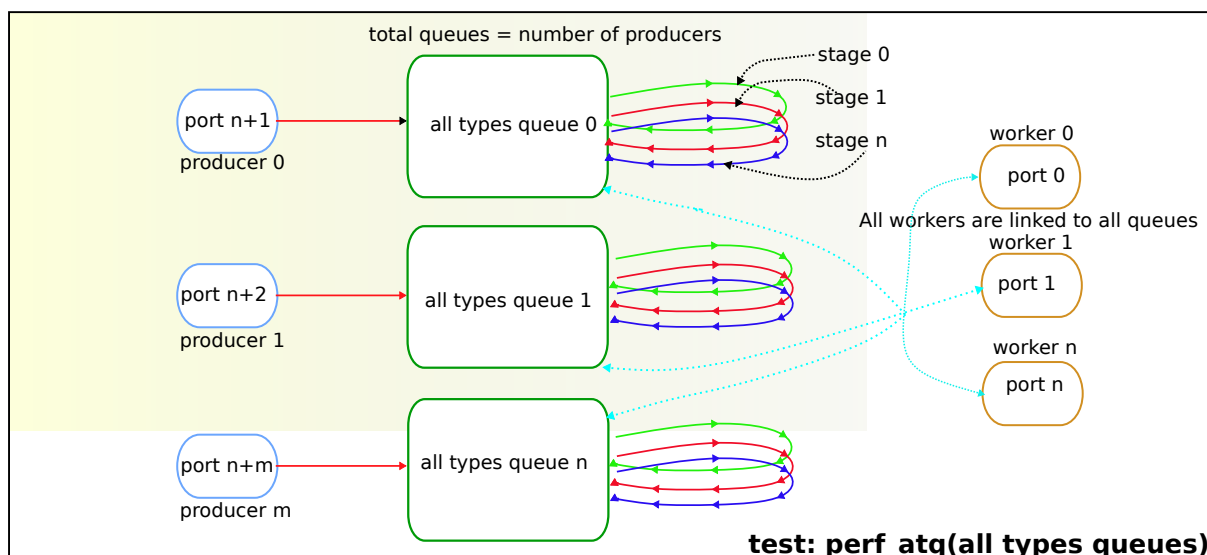 total queues = number of producers
stage 0
stage 1
stage n
port n+1
producer 0
all types queue 0
worker 0
port 0
All workers are linked to all queues
worker 1
port 1
port n+2
producer 1
all types queue 1
worker n
port n
port n+m
producer m
all types queue n
test: perf_atq(all types queues)